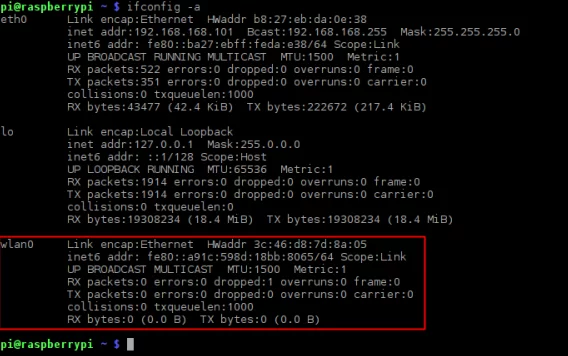 pi@raspberrypi ~ $ ifconfig -a
eth0 Link encap:Ethernet HWaddr b8:27:eb:da:0e:38
inet addr:192.168.168.101 Bcast:192.168.168.255 Mask:255.255.255.0
inet6 addr: fe80::ba27:ebff:feda:e38/64 Scope:Link
UP BROADCAST RUNNING MULTICAST MTU:1500 Metric:1
RX packets:522 errors:0 dropped:0 overruns:0 frame:0
TX packets:351 errors:0 dropped:0 overruns:0 carrier:0
collisions:0 txqueuelen:1000
RX bytes:43477 (42.4 KiB) TX bytes:222672 (217.4 KiB)
lo Link encap:Local Loopback
inet addr:127.0.0.1 Mask:255.0.0.0
inet6 addr: ::1/128 Scope:Host
UP LOOPBACK RUNNING MTU:65536 Metric:1
RX packets:1914 errors:0 dropped:0 overruns:0 frame:0
TX packets:1914 errors:0 dropped:0 overruns:0 carrier:0
collisions:0 txqueuelen:0
RX bytes:19308234 (18.4 MiB) TX bytes:19308234 (18.4 MiB)
wlan0 Link encap:Ethernet HWaddr 3c:46:d8:7d:8a:05
inet6 addr: fe80::a91c:598d:18bb:8065/64 Scope:Link
UP BROADCAST MULTICAST MTU:1500 Metric:1
RX packets:0 errors:0 dropped:1 overruns:0 frame:0
TX packets:0 errors:0 dropped:0 overruns:0 carrier:0
collisions:0 txqueuelen:1000
RX bytes:0 (0.0 B) TX bytes:0 (0.0 B)
pi@raspberrypi ~ $